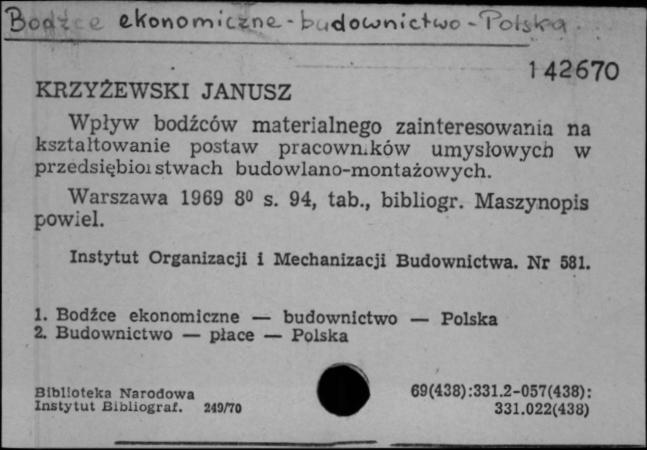 Bodźce ekonomiczne - budownictwo - Polska
142670
KRZYŻEWSKI JANUSZ
Wpływ bodźców materialnego zainteresowania na
kształtowanie postaw pracowników umysłowych w
przedsiębiorstwach budowlano-montażowych.
Warszawa 1969 8⁰ s. 94, tab., bibliogr. Maszynopis
powiel.
Instytut Organizacji i Mechanizacji Budownictwa. Nr 581.
1. Bodźce ekonomiczne — budownictwo — Polska
2. Budownictwo — płace — Polska
Biblioteka Narodowa 69(438):331.2-057(438):
Instytut Bibliograf. 249/70 331.022(438)